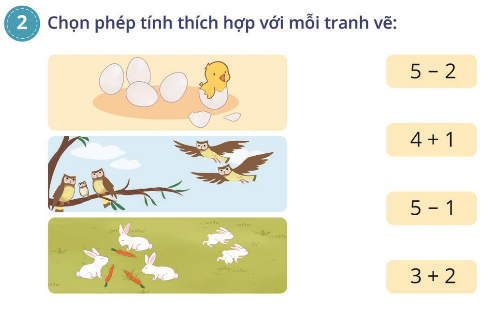 2 Chọn phép tính thích hợp với mỗi tranh vẽ:
5 − 2
4 + 1
5 − 1
3 + 2